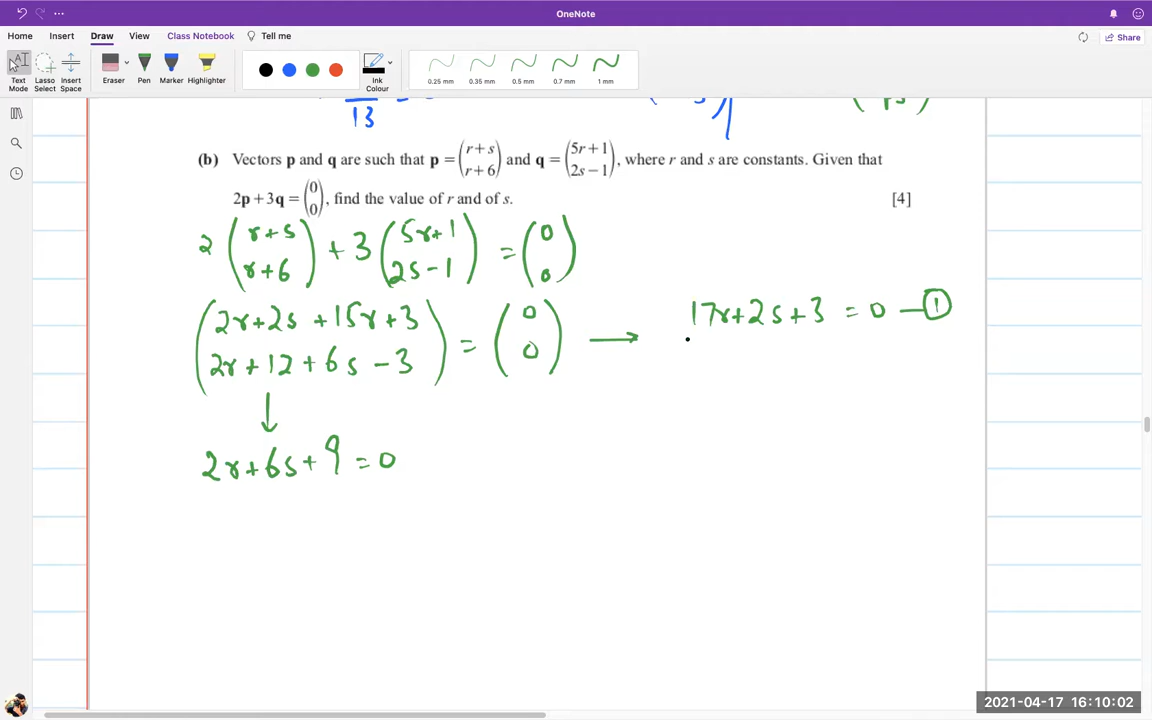 OneNote
Home Insert Draw View Class Notebook Tell me
Share
Text Mode
Lasso Select
Insert Space
Eraser
Pen
Marker
Highlighter
Ink Colour
0.25 mm 0.35 mm 0.5 mm 0.7 mm 1 mm
13
(b) Vectors p and q are such that p = (r + s / r + 6) and q = (5r + 1 / 2s − 1), where r and s are constants. Given that
2p + 3q = (0 / 0), find the value of r and of s. [4]
2 (r+s / r+6) + 3 (5r+1 / 2s-1) = (0 / 0)
(2r+2s+15r+3 / 2r+12+6s-3) = (0 / 0) → 17r+2s+3 = 0 — ①
↓
2r+6s+9=0
2021-04-17 16:10:02